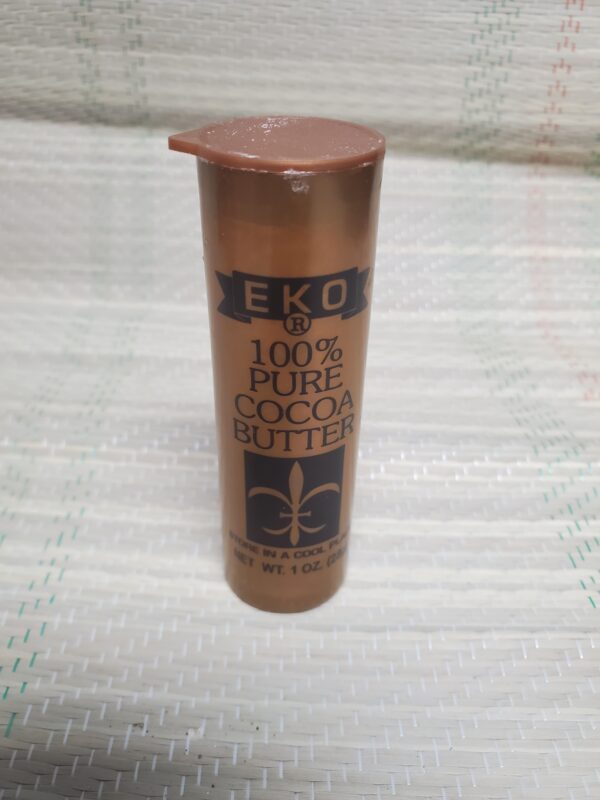 EKO
®
100%
PURE
COCOA
BUTTER
STORE IN A COOL
NET WT. 1 OZ.